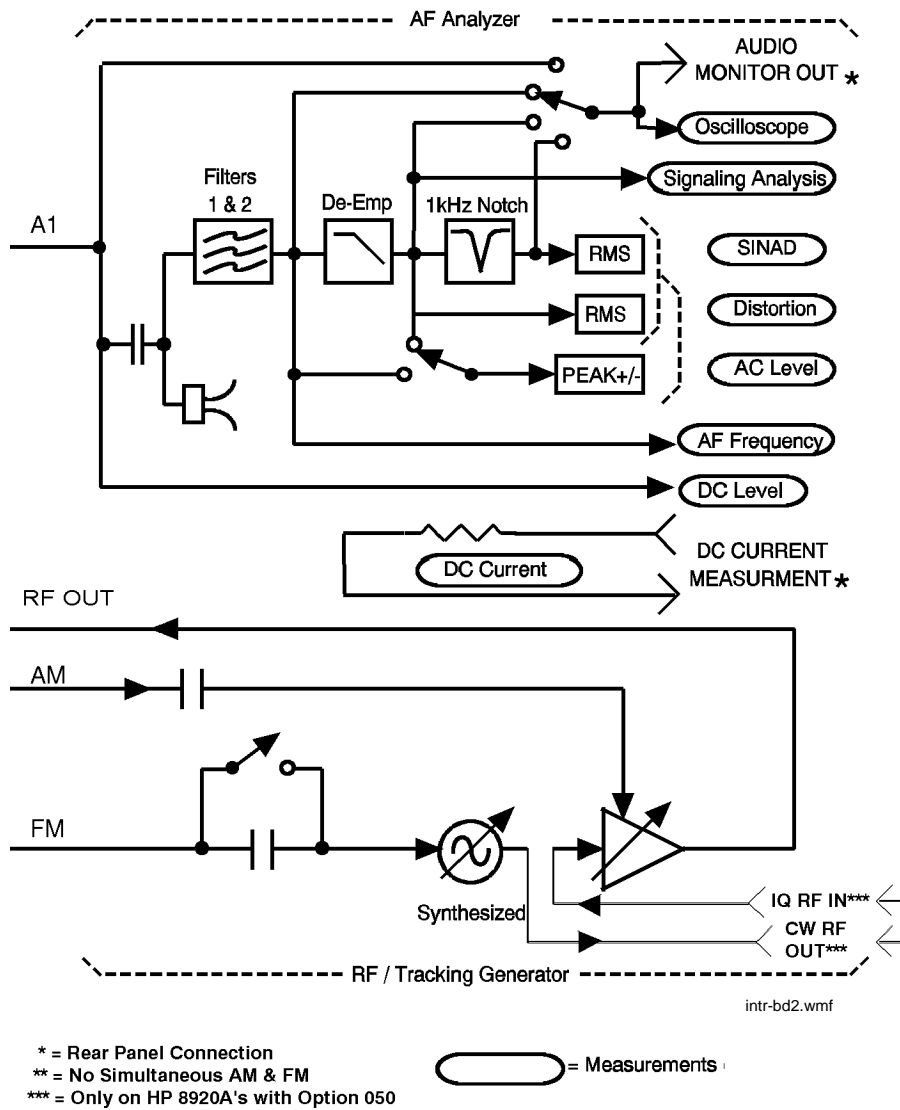 AF Analyzer
AUDIO
MONITOR OUT *
Oscilloscope
Filters
1 & 2
De-Emp
1kHz Notch
Signaling Analysis
A1
RMS
SINAD
RMS
Distortion
PEAK+/-
AC Level
AF Frequency
DC Level
DC Current
DC CURRENT
MEASURMENT *
RF OUT
AM
FM
Synthesized
IQ RF IN***
CW RF
OUT***
RF / Tracking Generator
intr-bd2.wmf
* = Rear Panel Connection
** = No Simultaneous AM & FM
*** = Only on HP 8920A's with Option 050
= Measurements